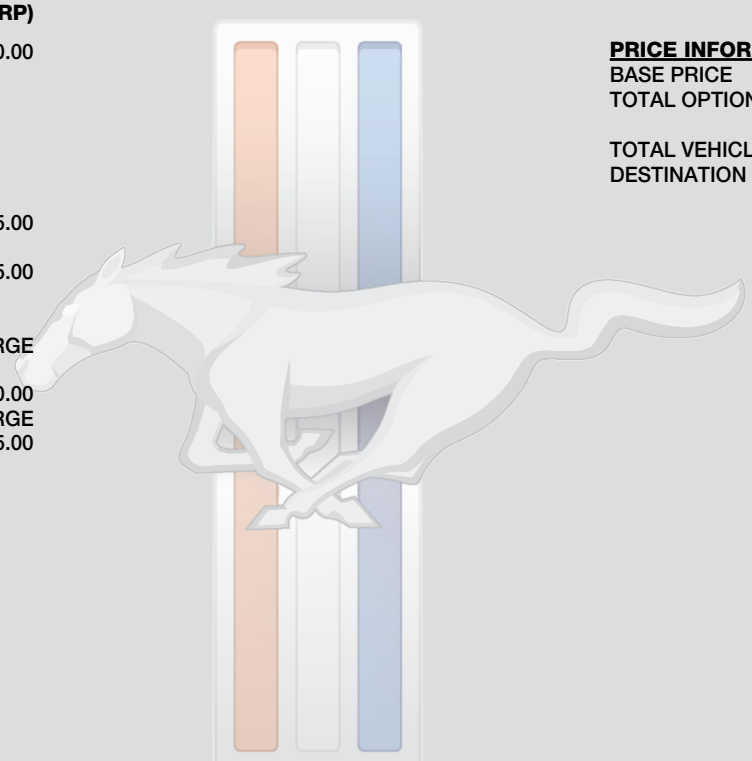 RP)
0.00
5.00
5.00
RGE
0.00
RGE
5.00
PRICE INFOR
BASE PRICE
TOTAL OPTION
TOTAL VEHICL
DESTINATION